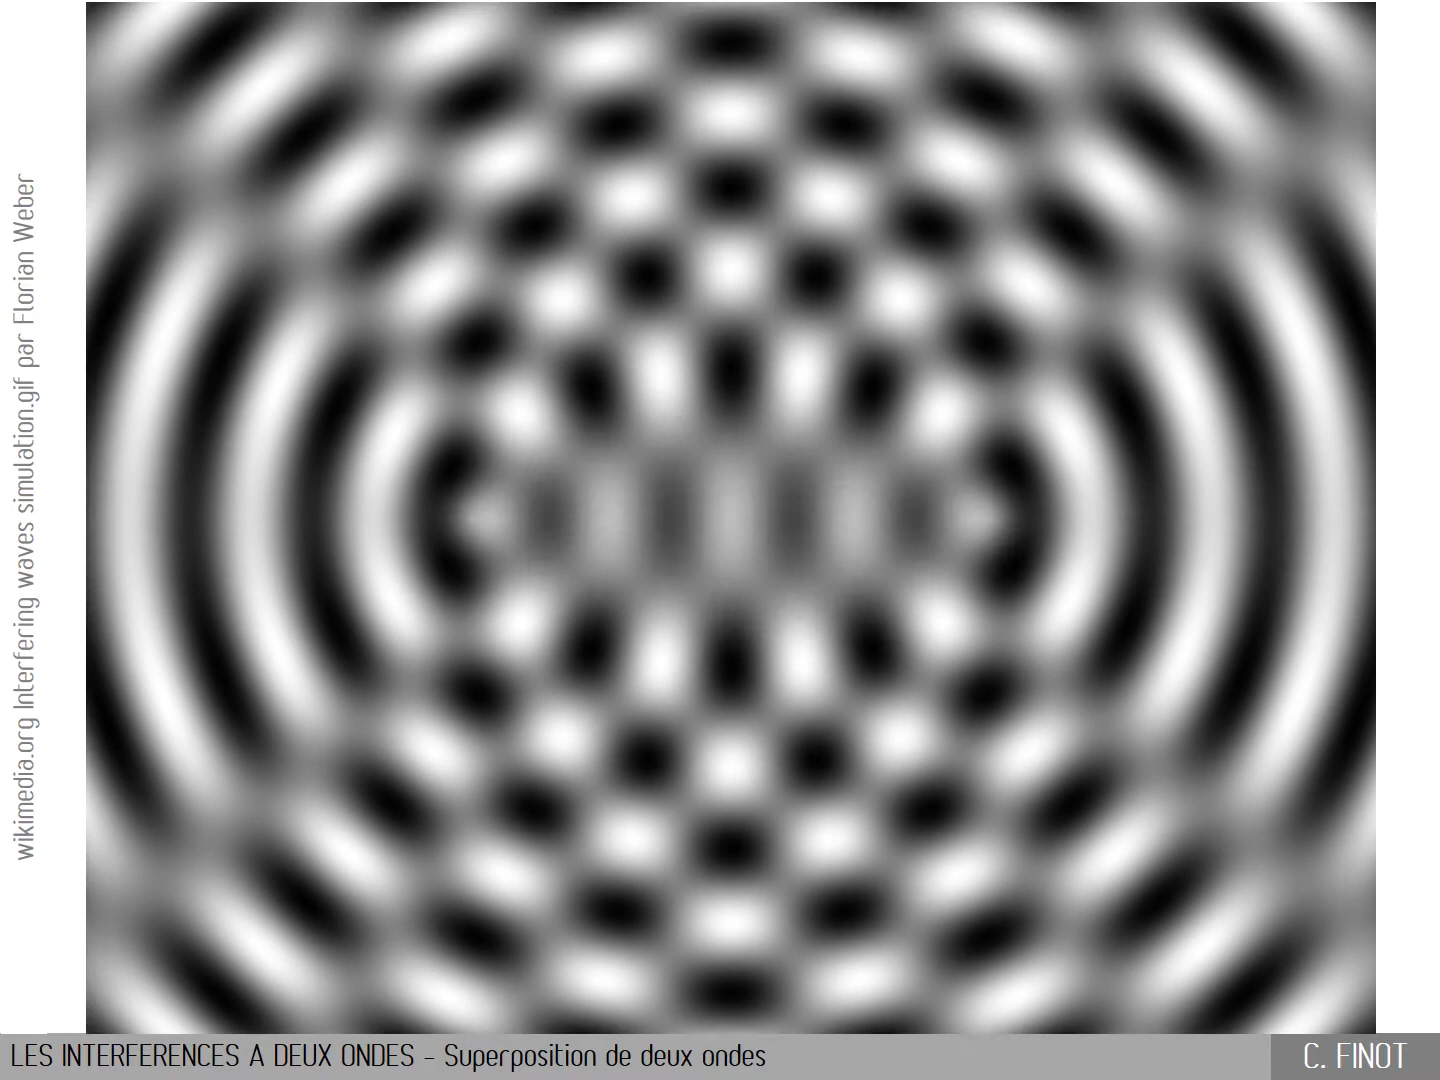 wikimedia.org Interfering waves simulation.gif par Florian Weber
LES INTERFERENCES A DEUX ONDES - Superposition de deux ondes
C. FINOT